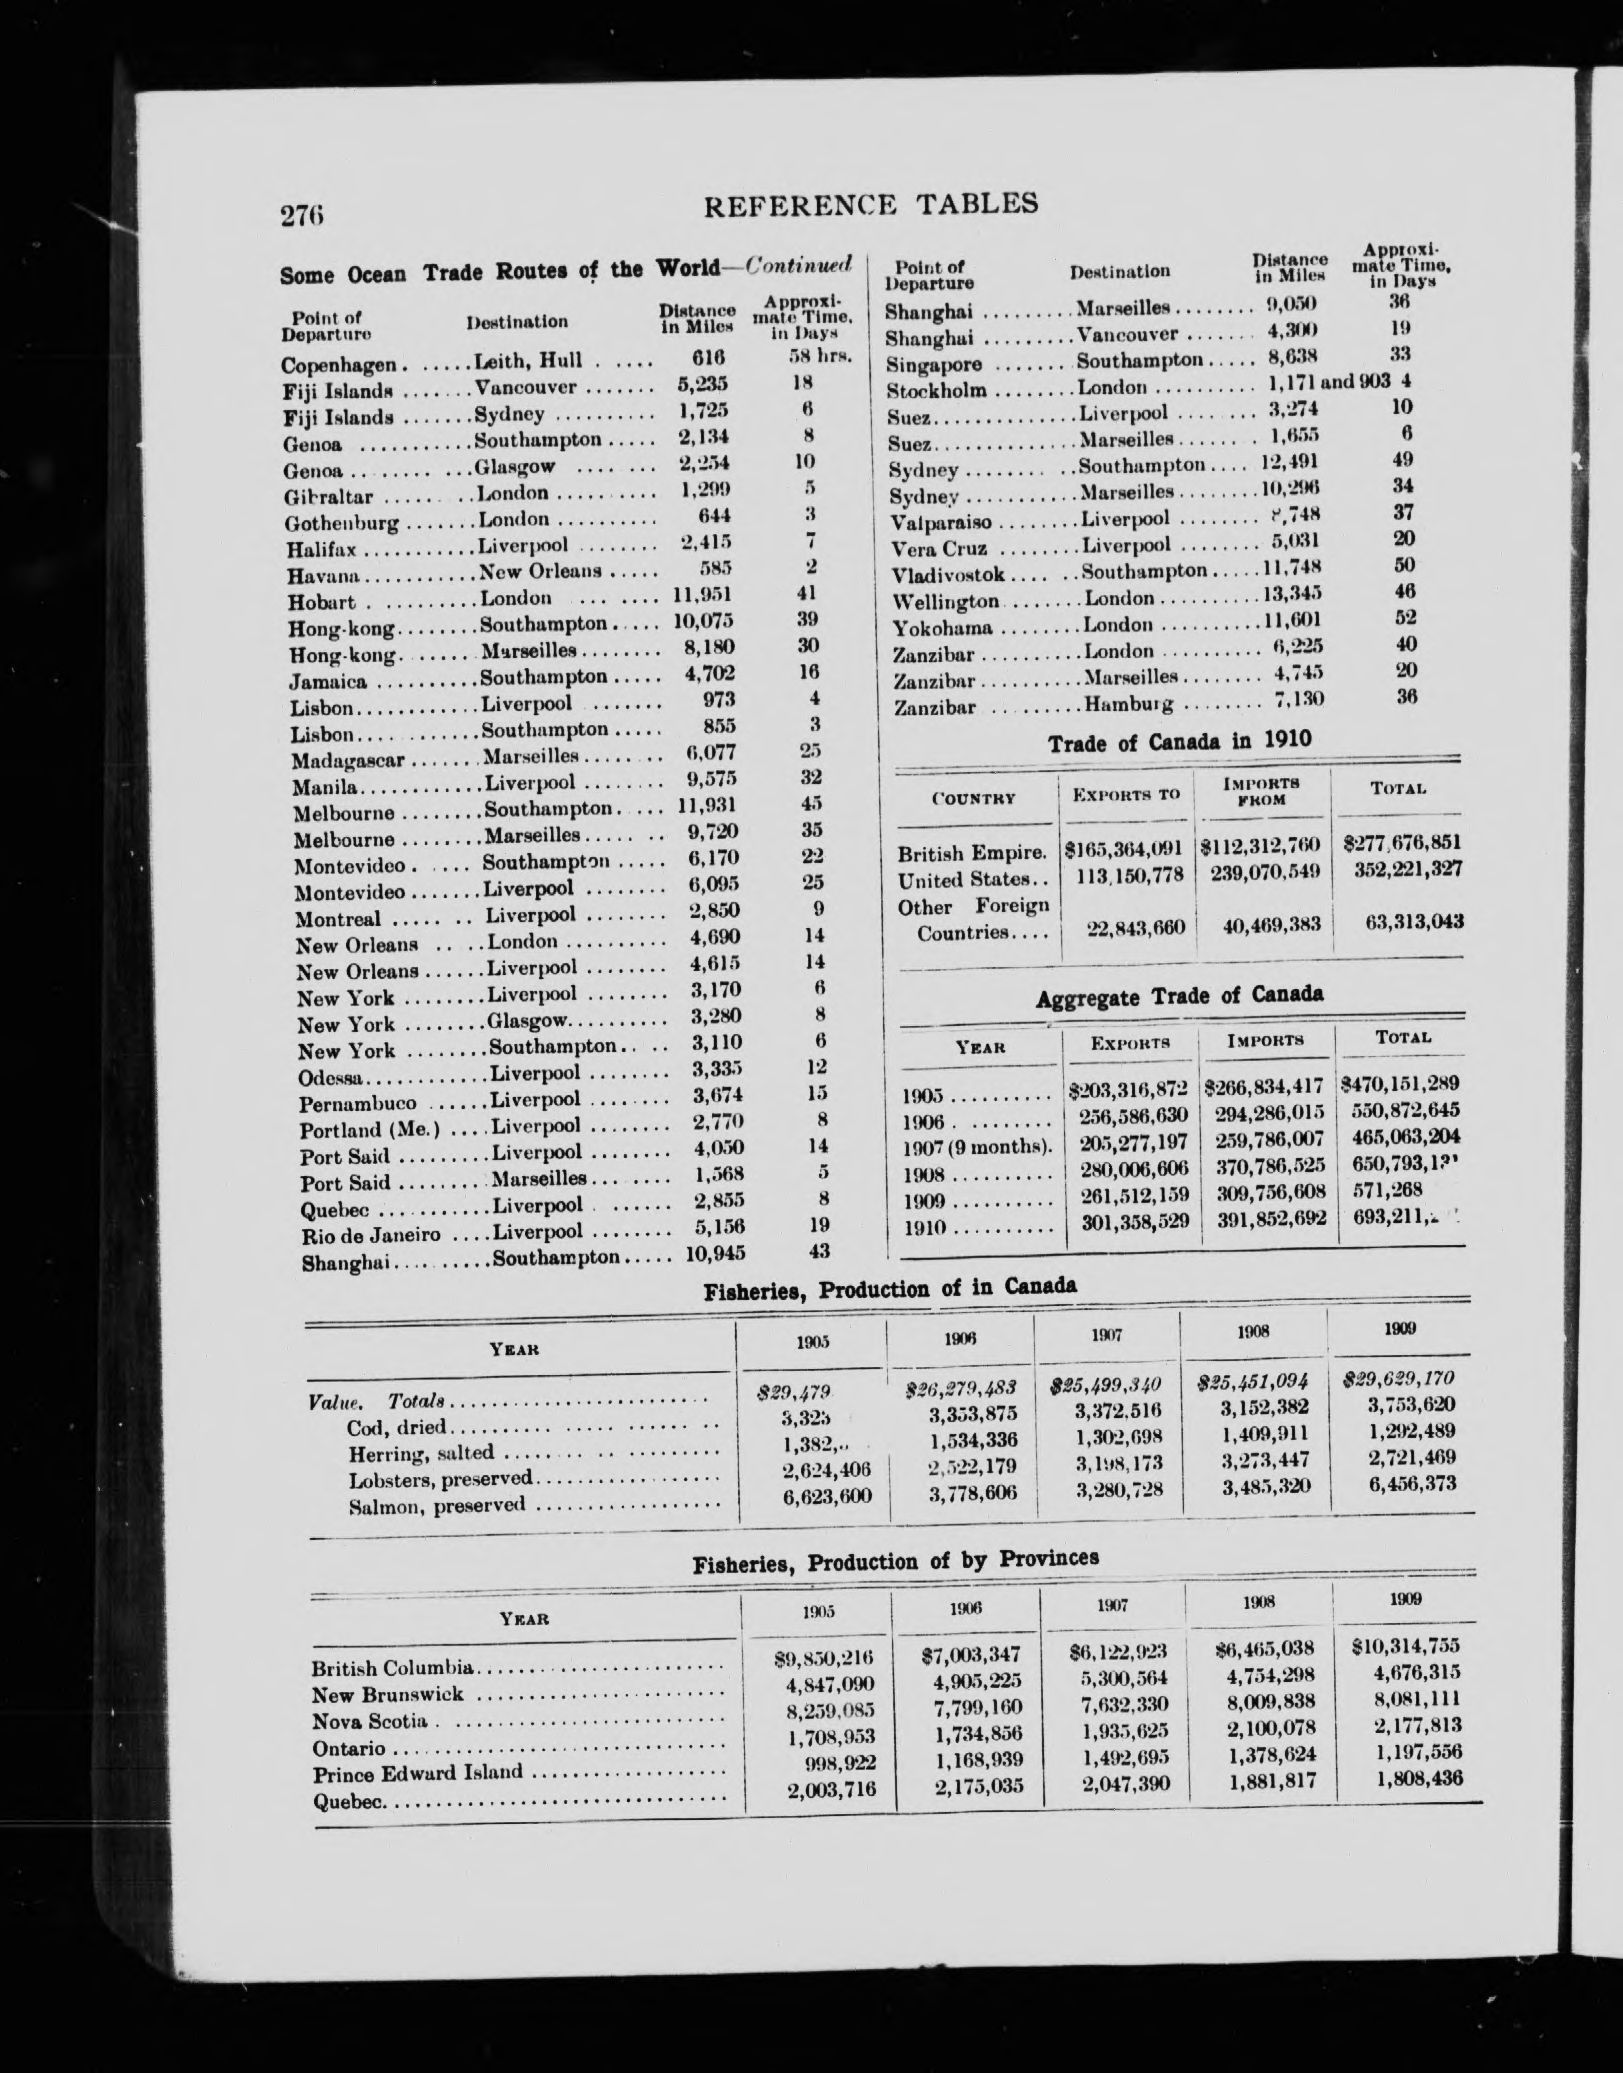 276
REFERENCE TABLES
Some Ocean Trade Routes of the World—Continued
Point of Departure Destination Distance in Miles Approximate Time, in Days
Copenhagen.......Leith, Hull...... 616 58 hrs.
Fiji Islands.......Vancouver....... 5,235 18
Fiji Islands.......Sydney.......... 1,725 6
Genoa...........Southampton..... 2,134 8
Genoa...........Glasgow........ 2,254 10
Gibraltar.........London.......... 1,299 5
Gothenburg.......London.......... 644 3
Halifax...........Liverpool........ 2,415 7
Havana...........New Orleans..... 585 2
Hobart...........London.......... 11,951 41
Hong-kong........Southampton..... 10,075 39
Hong-kong........Marseilles........ 8,180 30
Jamaica..........Southampton..... 4,702 16
Lisbon............Liverpool....... 973 4
Lisbon............Southampton..... 855 3
Madagascar.......Marseilles........ 6,077 25
Manila............Liverpool........ 9,575 32
Melbourne........Southampton..... 11,931 45
Melbourne........Marseilles........ 9,720 35
Montevideo......Southampton..... 6,170 22
Montevideo.......Liverpool........ 6,095 25
Montreal........Liverpool........ 2,850 9
New Orleans......London.......... 4,690 14
New Orleans......Liverpool........ 4,615 14
New York........Liverpool........ 3,170 6
New York........Glasgow.......... 3,280 8
New York........Southampton..... 3,110 6
Odessa............Liverpool........ 3,335 12
Pernambuco......Liverpool........ 3,674 15
Portland (Me.)....Liverpool........ 2,770 8
Port Said.........Liverpool........ 4,050 14
Port Said.........Marseilles........ 1,568 5
Quebec...........Liverpool....... 2,855 8
Rio de Janeiro....Liverpool........ 5,156 19
Shanghai..........Southampton..... 10,945 43
Point of Departure Destination Distance in Miles Approximate Time, in Days
Shanghai.........Marseilles........ 9,050 36
Shanghai.........Vancouver....... 4,300 19
Singapore.......Southampton..... 8,638 33
Stockholm........London.......... 1,171 and 903 4
Suez..............Liverpool........ 3,274 10
Suez..............Marseilles........ 1,655 6
Sydney..........Southampton.... 12,491 49
Sydney...........Marseilles........10,296 34
Valparaiso........Liverpool........ ,748 37
Vera Cruz........Liverpool........ 5,031 20
Vladivostok......Southampton.....11,748 50
Wellington........London..........13,345 46
Yokohama........London..........11,601 52
Zanzibar..........London.......... 6,225 40
Zanzibar..........Marseilles........ 4,745 20
Zanzibar.........Hamburg........ 7,130 36
Trade of Canada in 1910
COUNTRY EXPORTS TO IMPORTS FROM TOTAL
British Empire. $165,364,091 $112,312,760 $277,676,851
United States.. 113,150,778 239,070,549 352,221,327
Other Foreign
Countries.... 22,843,660 40,469,383 63,313,043
Aggregate Trade of Canada
YEAR EXPORTS IMPORTS TOTAL
1905.......... $203,316,872 $266,834,417 $470,151,289
1906.......... 256,586,630 294,286,015 550,872,645
1907 (9 months). 205,277,197 259,786,007 465,063,204
1908.......... 280,006,606 370,786,525 650,793,1
1909.......... 261,512,159 309,756,608 571,268
1910.......... 301,358,529 391,852,692 693,211,
Fisheries, Production of in Canada
YEAR 1905 1906 1907 1908 1909
Value. Totals......................... $29,479 $26,279,483 $25,499,340 $25,451,094 $29,629,170
Cod, dried......................... 3,325 3,353,875 3,372,516 3,152,382 3,753,620
Herring, salted.................... 1,382, 1,534,336 1,302,698 1,409,911 1,292,489
Lobsters, preserved.................. 2,624,406 2,522,179 3,198,173 3,273,447 2,721,469
Salmon, preserved.................. 6,623,600 3,778,606 3,280,728 3,485,320 6,456,373
Fisheries, Production of by Provinces
YEAR 1905 1906 1907 1908 1909
British Columbia........................ $9,850,216 $7,003,347 $6,122,923 $6,465,038 $10,314,755
New Brunswick........................ 4,847,090 4,905,225 5,300,564 4,754,298 4,676,315
Nova Scotia............................ 8,259,085 7,799,160 7,632,330 8,009,838 8,081,111
Ontario................................ 1,708,953 1,734,856 1,935,625 2,100,078 2,177,813
Prince Edward Island................... 998,922 1,168,939 1,492,695 1,378,624 1,197,556
Quebec................................. 2,003,716 2,175,035 2,047,390 1,881,817 1,808,436